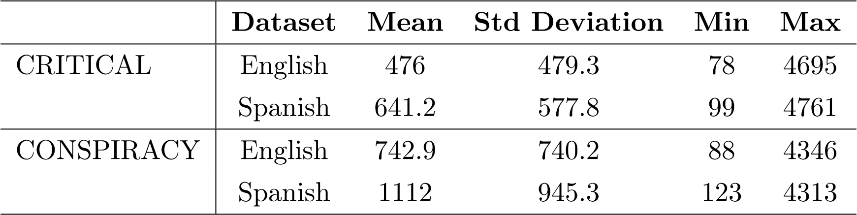 Dataset Mean Std Deviation Min Max
CRITICAL English 476 479.3 78 4695
Spanish 641.2 577.8 99 4761
CONSPIRACY English 742.9 740.2 88 4346
Spanish 1112 945.3 123 4313